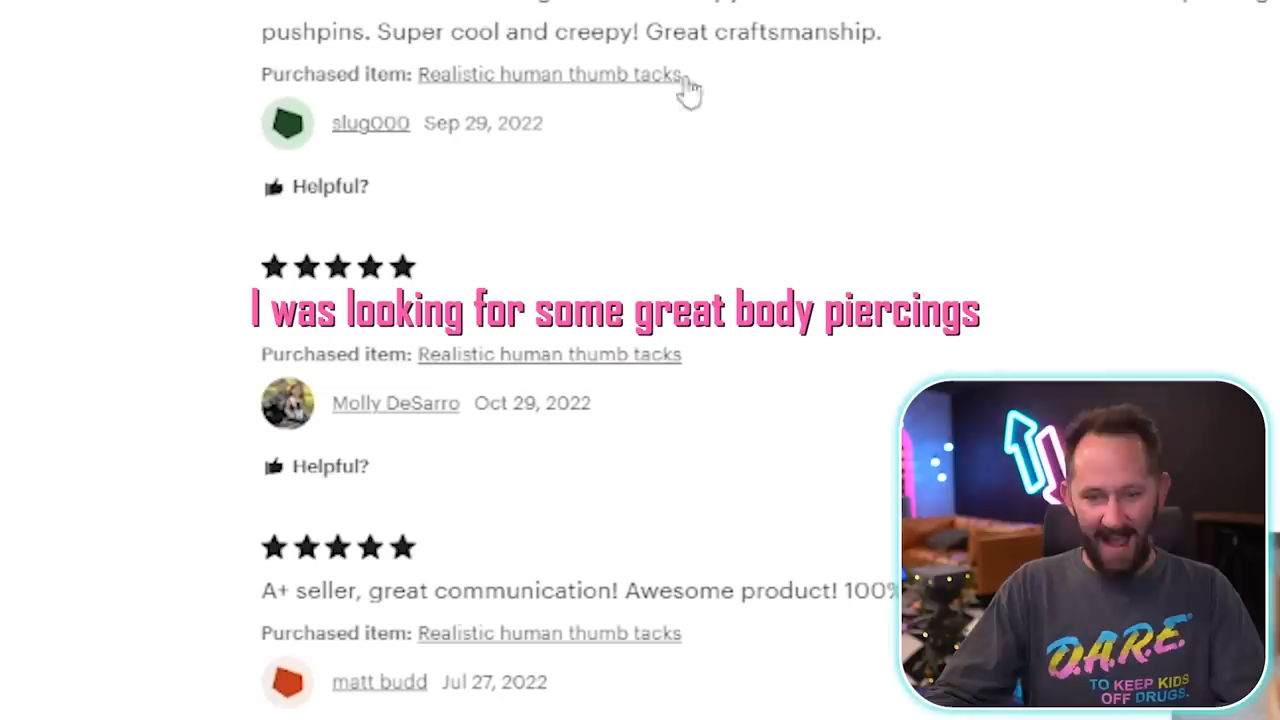 pushpins. Super cool and creepy! Great craftsmanship.
Purchased item: Realistic human thumb tacks
slug000 Sep 29, 2022
Helpful?
I was looking for some great body piercings
Purchased item: Realistic human thumb tacks
Molly DeSarro Oct 29, 2022
Helpful?
A+ seller, great communication! Awesome product! 100%
Purchased item: Realistic human thumb tacks
matt budd Jul 27, 2022
D.A.R.E.
TO KEEP KIDS
OFF DRUGS.